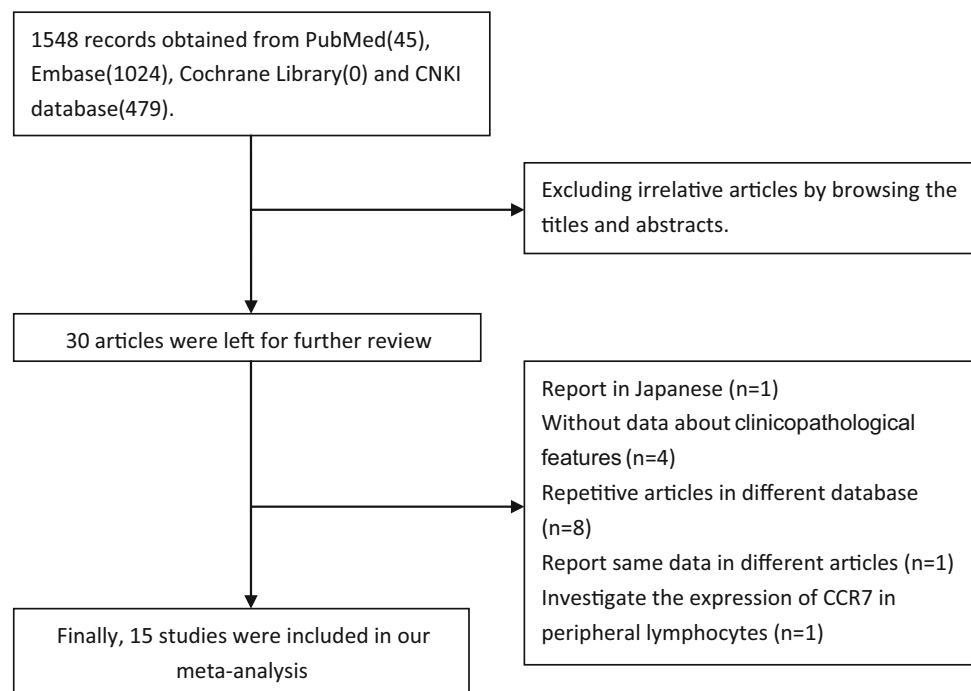 1548 records obtained from PubMed(45),
Embase(1024), Cochrane Library(0) and CNKI
database(479).
Excluding irrelative articles by browsing the
titles and abstracts.
30 articles were left for further review
Report in Japanese (n=1)
Without data about clinicopathological
features (n=4)
Repetitive articles in different database
(n=8)
Report same data in different articles (n=1)
Investigate the expression of CCR7 in
peripheral lymphocytes (n=1)
Finally, 15 studies were included in our
meta-analysis